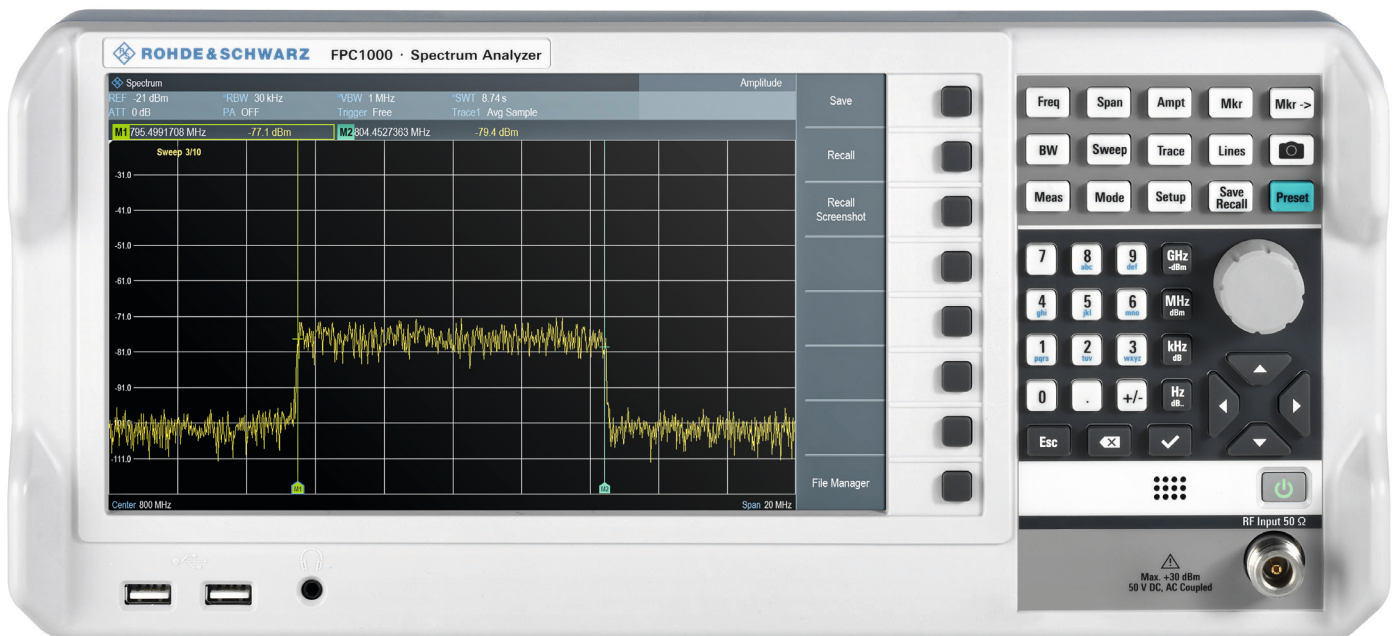 ROHDE&SCHWARZ FPC1000 · Spectrum Analyzer
Spectrum Amplitude
REF -21 dBm *RBW 30 kHz *VBW 1 MHz *SWT 8.74 s
ATT 0 dB PA OFF Trigger Free Trace1 Avg Sample
M1 795.4991708 MHz -77.1 dBm M2 804.4527363 MHz -79.4 dBm
Sweep 3/10
-31.0
-41.0
-51.0
-61.0
-71.0
-81.0
-91.0
-111.0
M1 M2
Center 800 MHz Span 20 MHz
Save
Recall
Recall
Screenshot
File Manager
Freq Span Ampt Mkr Mkr ->
BW Sweep Trace Lines
Meas Mode Setup Save Recall Preset
7 8 abc 9 def GHz -dBm
4 ghi 5 jkl 6 mno MHz dBm
1 pqrs 2 tuv 3 wxyz kHz dB
0 . +/- Hz dB..
Esc
RF Input 50 Ω
Max. +30 dBm
50 V DC, AC Coupled